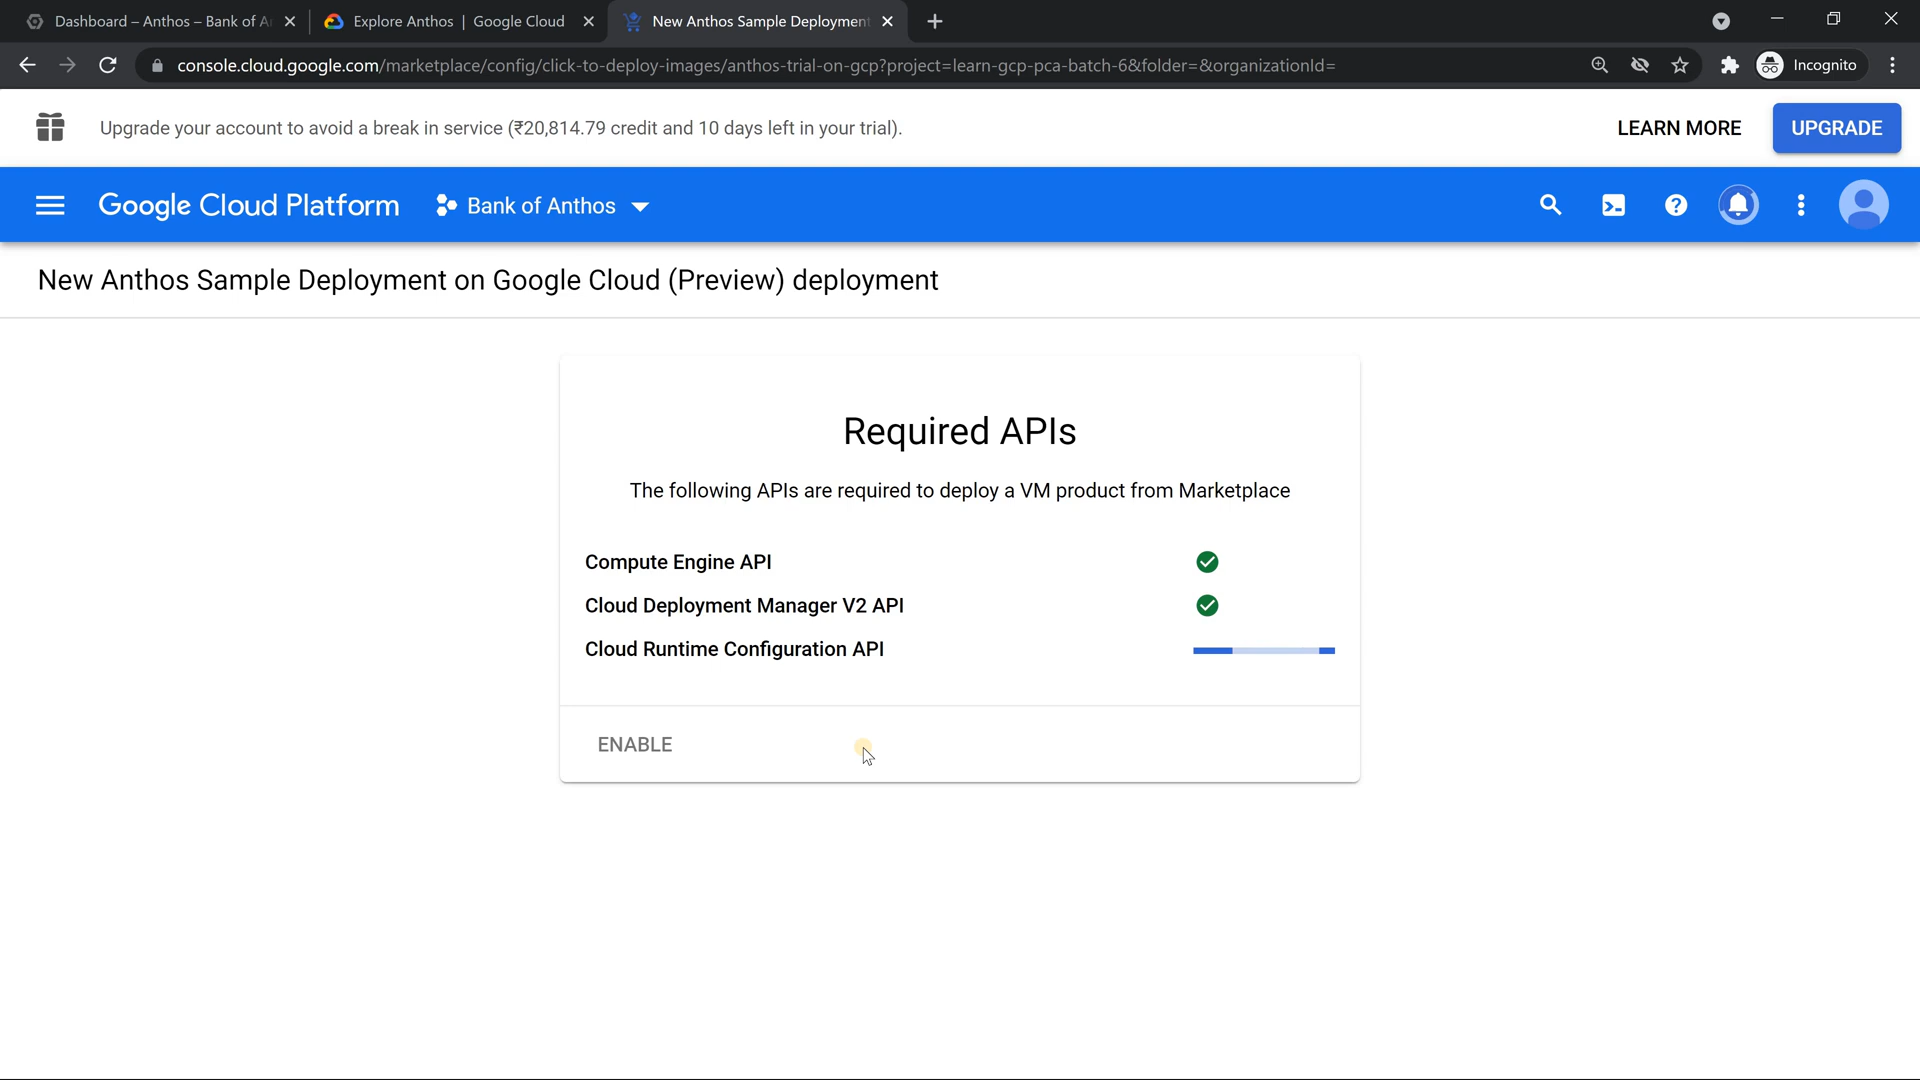 Dashboard – Anthos – Bank of A
Explore Anthos | Google Cloud
New Anthos Sample Deploymen
console.cloud.google.com/marketplace/config/click-to-deploy-images/anthos-trial-on-gcp?project=learn-gcp-pca-batch-6&folder=&organizationId=
Incognito
Upgrade your account to avoid a break in service (₹20,814.79 credit and 10 days left in your trial).
LEARN MORE
UPGRADE
Google Cloud Platform
Bank of Anthos
New Anthos Sample Deployment on Google Cloud (Preview) deployment
Required APIs
The following APIs are required to deploy a VM product from Marketplace
Compute Engine API
Cloud Deployment Manager V2 API
Cloud Runtime Configuration API
ENABLE